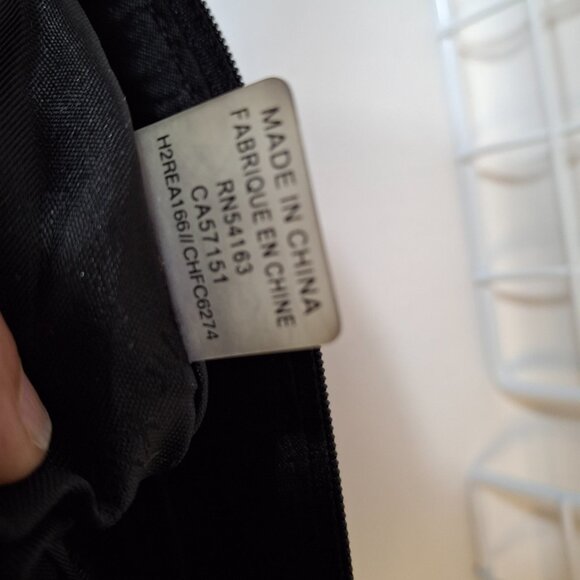 MADE IN CHINA
FABRIQUE EN CHINE
RN54163
CA57151
H2REA166//CHFC6274